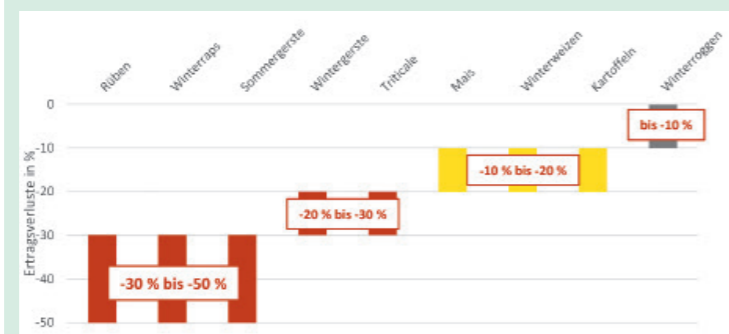 Rüben
Winterraps
Sommergerste
Wintergerste
Triticale
Mais
Winterweizen
Kartoffeln
Winterroggen
Ertragsverluste in %
0
-10
-20
-30
-40
-50
bis -10 %
-10 % bis -20 %
-20 % bis -30 %
-30 % bis -50 %